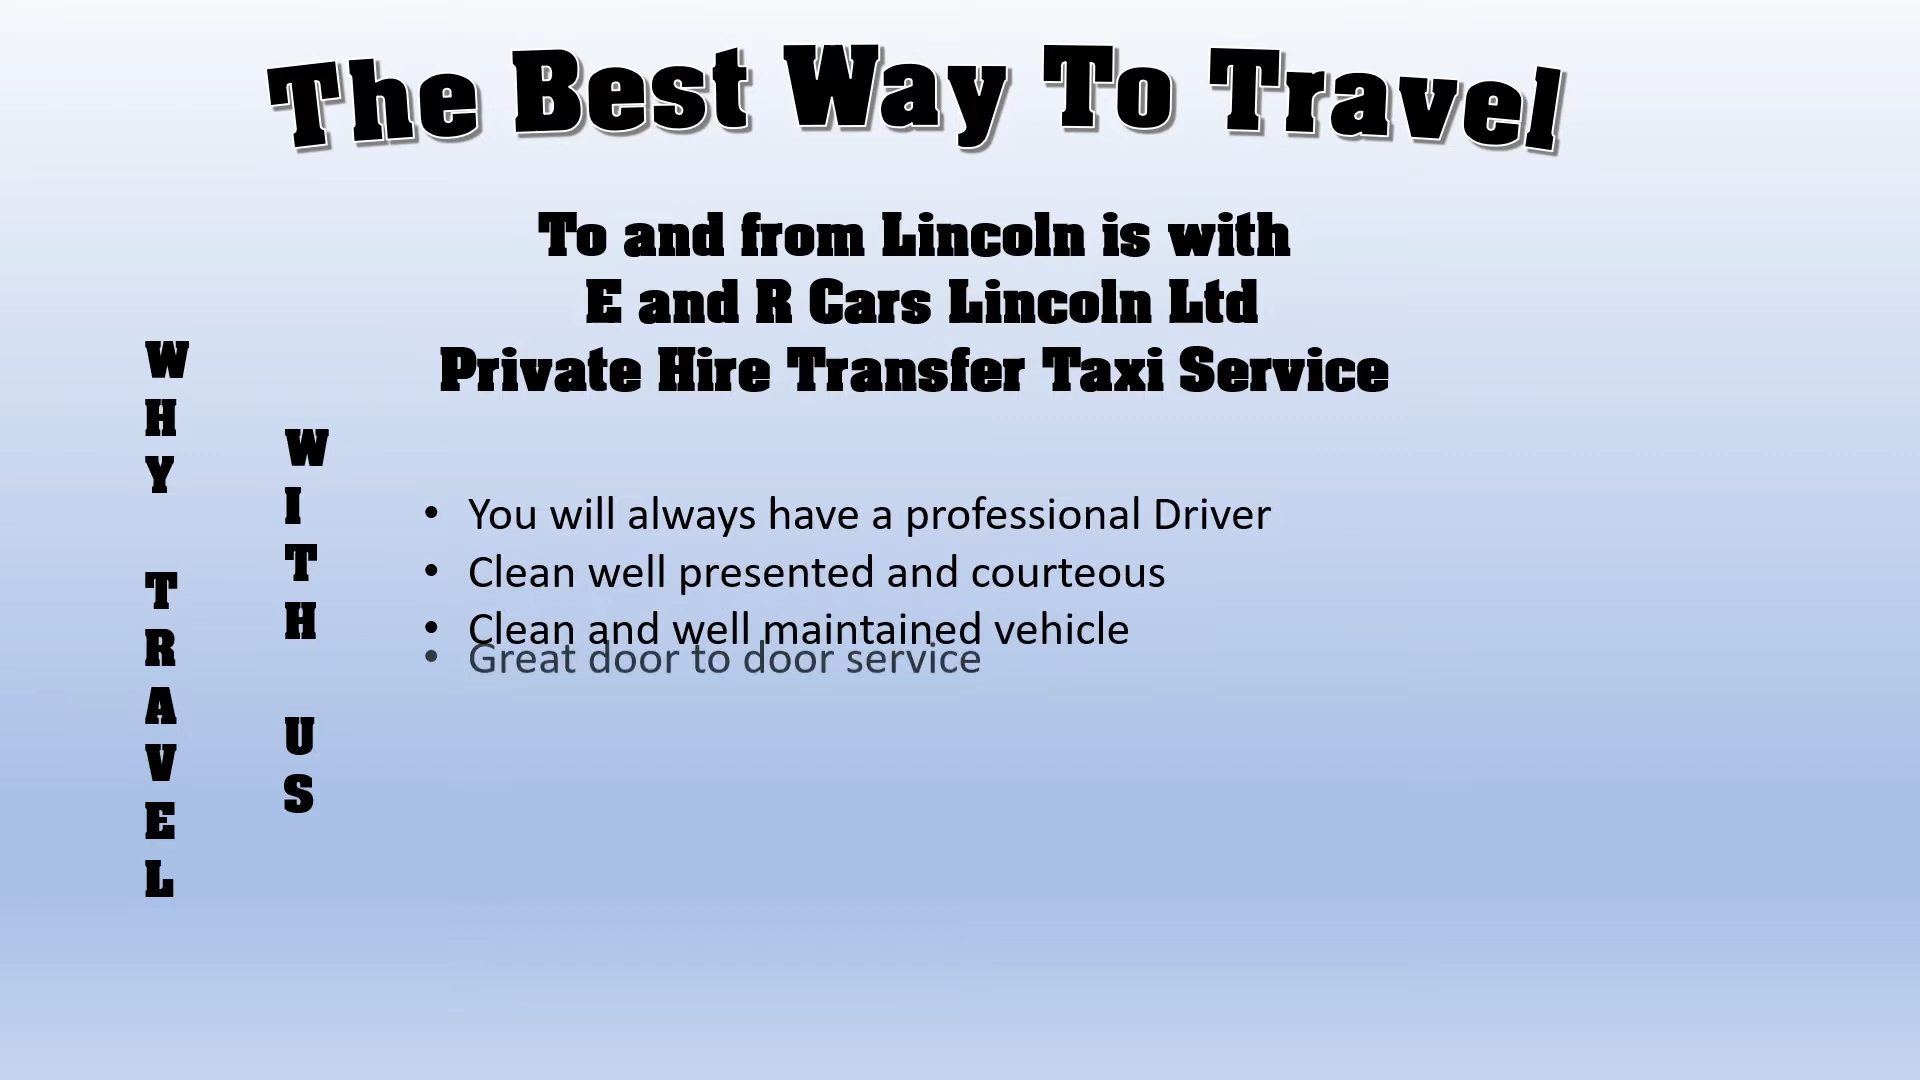 The Best Way To Travel
To and from Lincoln is with
E and R Cars Lincoln Ltd
Private Hire Transfer Taxi Service
WHY TRAVEL
WITH US
• You will always have a professional Driver
• Clean well presented and courteous
• Clean and well maintained vehicle
• Great door to door service